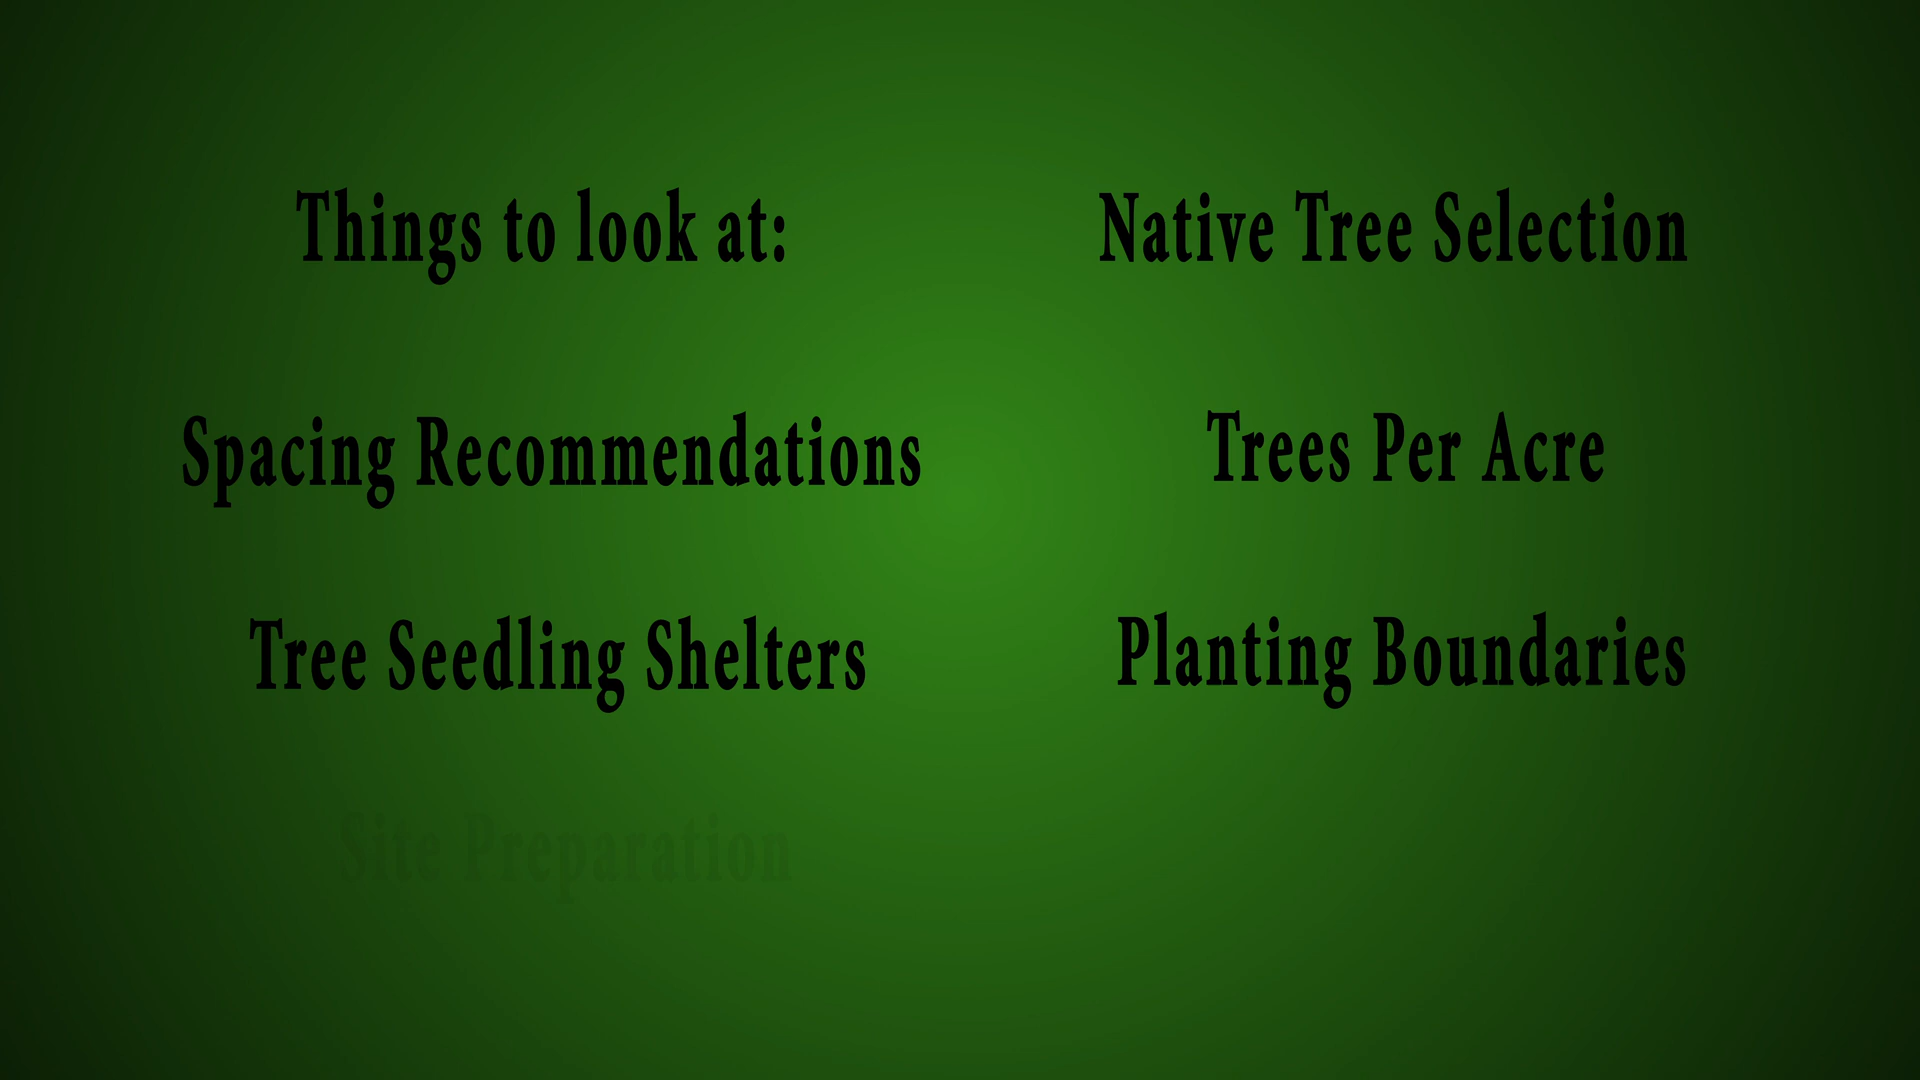 Things to look at:
Native Tree Selection
Spacing Recommendations
Trees Per Acre
Tree Seedling Shelters
Planting Boundaries
Site Preparation